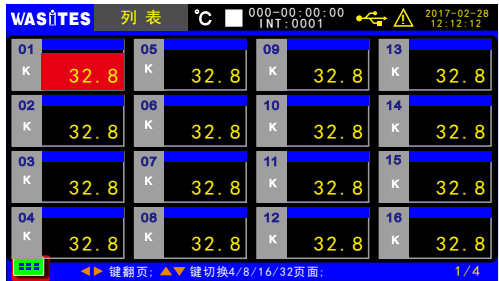 WASÙTES 列表 ℃ 000-00:00:00 INT:0001 2017-02-28 12:12:12
01 05 09 13
K 32.8 K 32.8 K 32.8 K 32.8
02 06 10 14
K 32.8 K 32.8 K 32.8 K 32.8
03 07 11 15
K 32.8 K 32.8 K 32.8 K 32.8
04 08 12 16
K 32.8 K 32.8 K 32.8 K 32.8
◀▶ 键翻页; ▲▼ 键切换4/8/16/32页面; 1/4